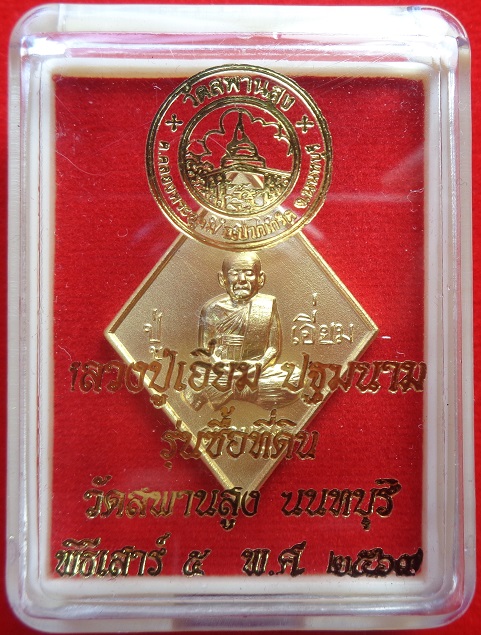 วัดสพานสูง
ปู่ เอี่ยม
หลวงปู่เอี่ยม ปฐมนาม
รุ่นซื้อที่ดิน
วัดสพานสูง นนทบุรี
พิธีเสาร์ ๕ พ.ศ. ๒๕๖๗